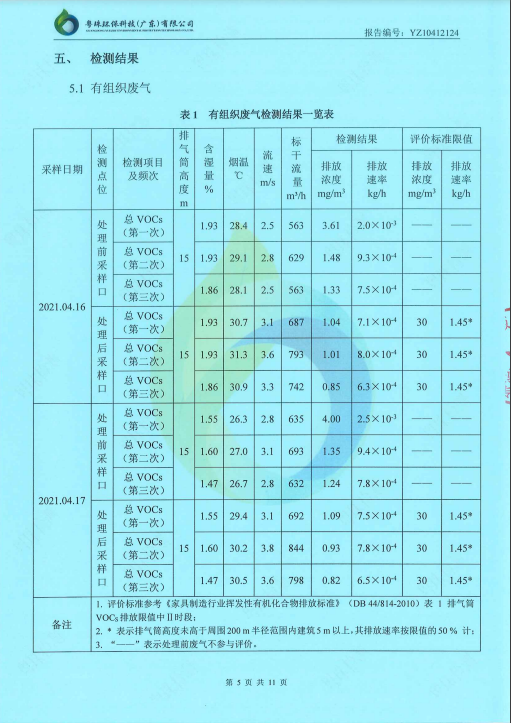 粤珠环保科技(广东)有限公司
报告编号：YZ10412124
五、 检测结果
5.1 有组织废气
表 1 有组织废气检测结果一览表
采样日期 检测点位 检测项目及频次 排气筒高度 m 含湿量 % 烟温 ℃ 流速 m/s 标干流量 m³/h 检测结果 评价标准限值
排放浓度 mg/m³ 排放速率 kg/h 排放浓度 mg/m³ 排放速率 kg/h
2021.04.16 处理前采样口 总 VOCs（第一次） 15 1.93 28.4 2.5 563 3.61 2.0×10⁻³ —— ——
总 VOCs（第二次） 1.93 29.1 2.8 629 1.48 9.3×10⁻⁴ —— ——
总 VOCs（第三次） 1.86 28.1 2.5 563 1.33 7.5×10⁻⁴ —— ——
处理后采样口 总 VOCs（第一次） 15 1.93 30.7 3.1 687 1.04 7.1×10⁻⁴ 30 1.45*
总 VOCs（第二次） 1.93 31.3 3.6 793 1.01 8.0×10⁻⁴ 30 1.45*
总 VOCs（第三次） 1.86 30.9 3.3 742 0.85 6.3×10⁻⁴ 30 1.45*
2021.04.17 处理前采样口 总 VOCs（第一次） 15 1.55 26.3 2.8 635 4.00 2.5×10⁻³ —— ——
总 VOCs（第二次） 1.60 27.0 3.1 693 1.35 9.4×10⁻⁴ —— ——
总 VOCs（第三次） 1.47 26.7 2.8 632 1.24 7.8×10⁻⁴ —— ——
处理后采样口 总 VOCs（第一次） 15 1.55 29.4 3.1 692 1.09 7.5×10⁻⁴ 30 1.45*
总 VOCs（第二次） 1.60 30.2 3.8 844 0.93 7.8×10⁻⁴ 30 1.45*
总 VOCs（第三次） 1.47 30.5 3.6 798 0.82 6.5×10⁻⁴ 30 1.45*
备注 1. 评价标准参考《家具制造行业挥发性有机化合物排放标准》（DB 44/814-2010）表 1 排气筒
VOCs 排放限值中Ⅱ时段；
2. * 表示排气筒高度未高于周围 200 m 半径范围内建筑 5 m 以上，其排放速率按限值的 50 % 计；
3. “——”表示处理前废气不参与评价。
第 5 页 共 11 页